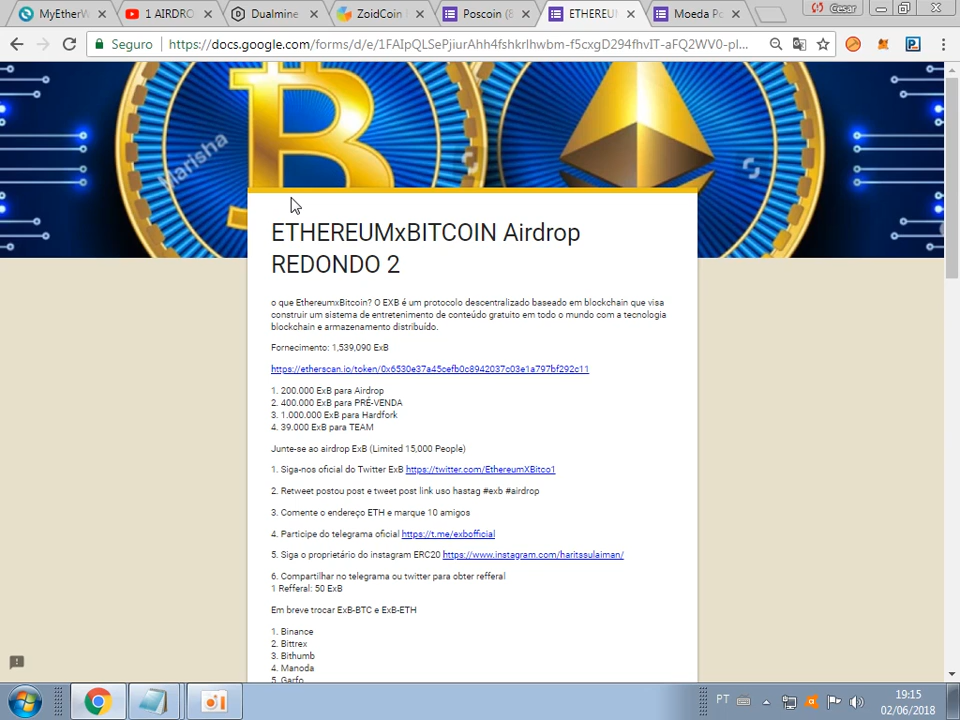 MyEtherW
1 AIRDRO
Dualmine
ZoidCoin
Poscoin (8
ETHEREU
Moeda Po
Cesar
Seguro
https://docs.google.com/forms/d/e/1FAIpQLSePjiurAhh4fshkrlhwbm-f5cxgD294fhvIT-aFQ2WV0-pl...
Marisha
ETHEREUMxBITCOIN Airdrop
REDONDO 2
o que EthereumxBitcoin? O EXB é um protocolo descentralizado baseado em blockchain que visa
construir um sistema de entretenimento de conteúdo gratuito em todo o mundo com a tecnologia
blockchain e armazenamento distribuído.
Fornecimento: 1,539,090 ExB
https://etherscan.io/token/0x6530e37a45cefb0c8942037c03e1a797bf292c11
1. 200.000 ExB para Airdrop
2. 400.000 ExB para PRÉ-VENDA
3. 1.000.000 ExB para Hardfork
4. 39.000 ExB para TEAM
Junte-se ao airdrop ExB (Limited 15,000 People)
1. Siga-nos oficial do Twitter ExB https://twitter.com/EthereumXBitco1
2. Retweet postou post e tweet post link uso hastag #exb #airdrop
3. Comente o endereço ETH e marque 10 amigos
4. Participe do telegrama oficial https://t.me/exbofficial
5. Siga o proprietário do instagram ERC20 https://www.instagram.com/haritssulaiman/
6. Compartilhar no telegrama ou twitter para obter refferal
1 Refferal: 50 ExB
Em breve trocar ExB-BTC e ExB-ETH
1. Binance
2. Bittrex
3. Bithumb
4. Manoda
5. Garfo
PT
19:15
02/06/2018